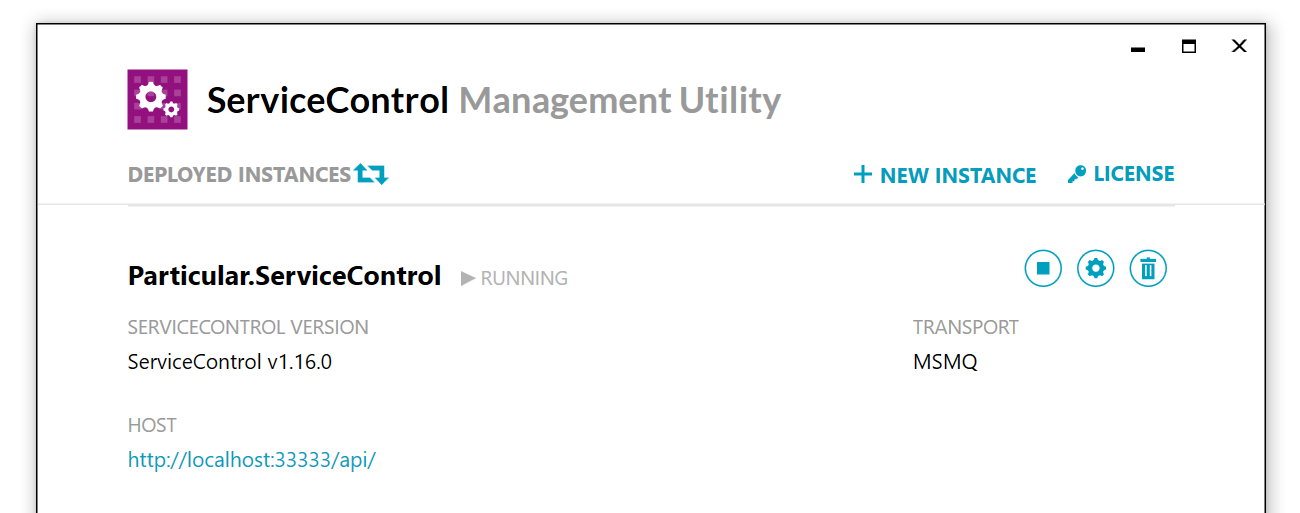 ServiceControl Management Utility
DEPLOYED INSTANCES
NEW INSTANCE
LICENSE
Particular.ServiceControl RUNNING
SERVICECONTROL VERSION
TRANSPORT
ServiceControl v1.16.0
MSMQ
HOST
http://localhost:33333/api/